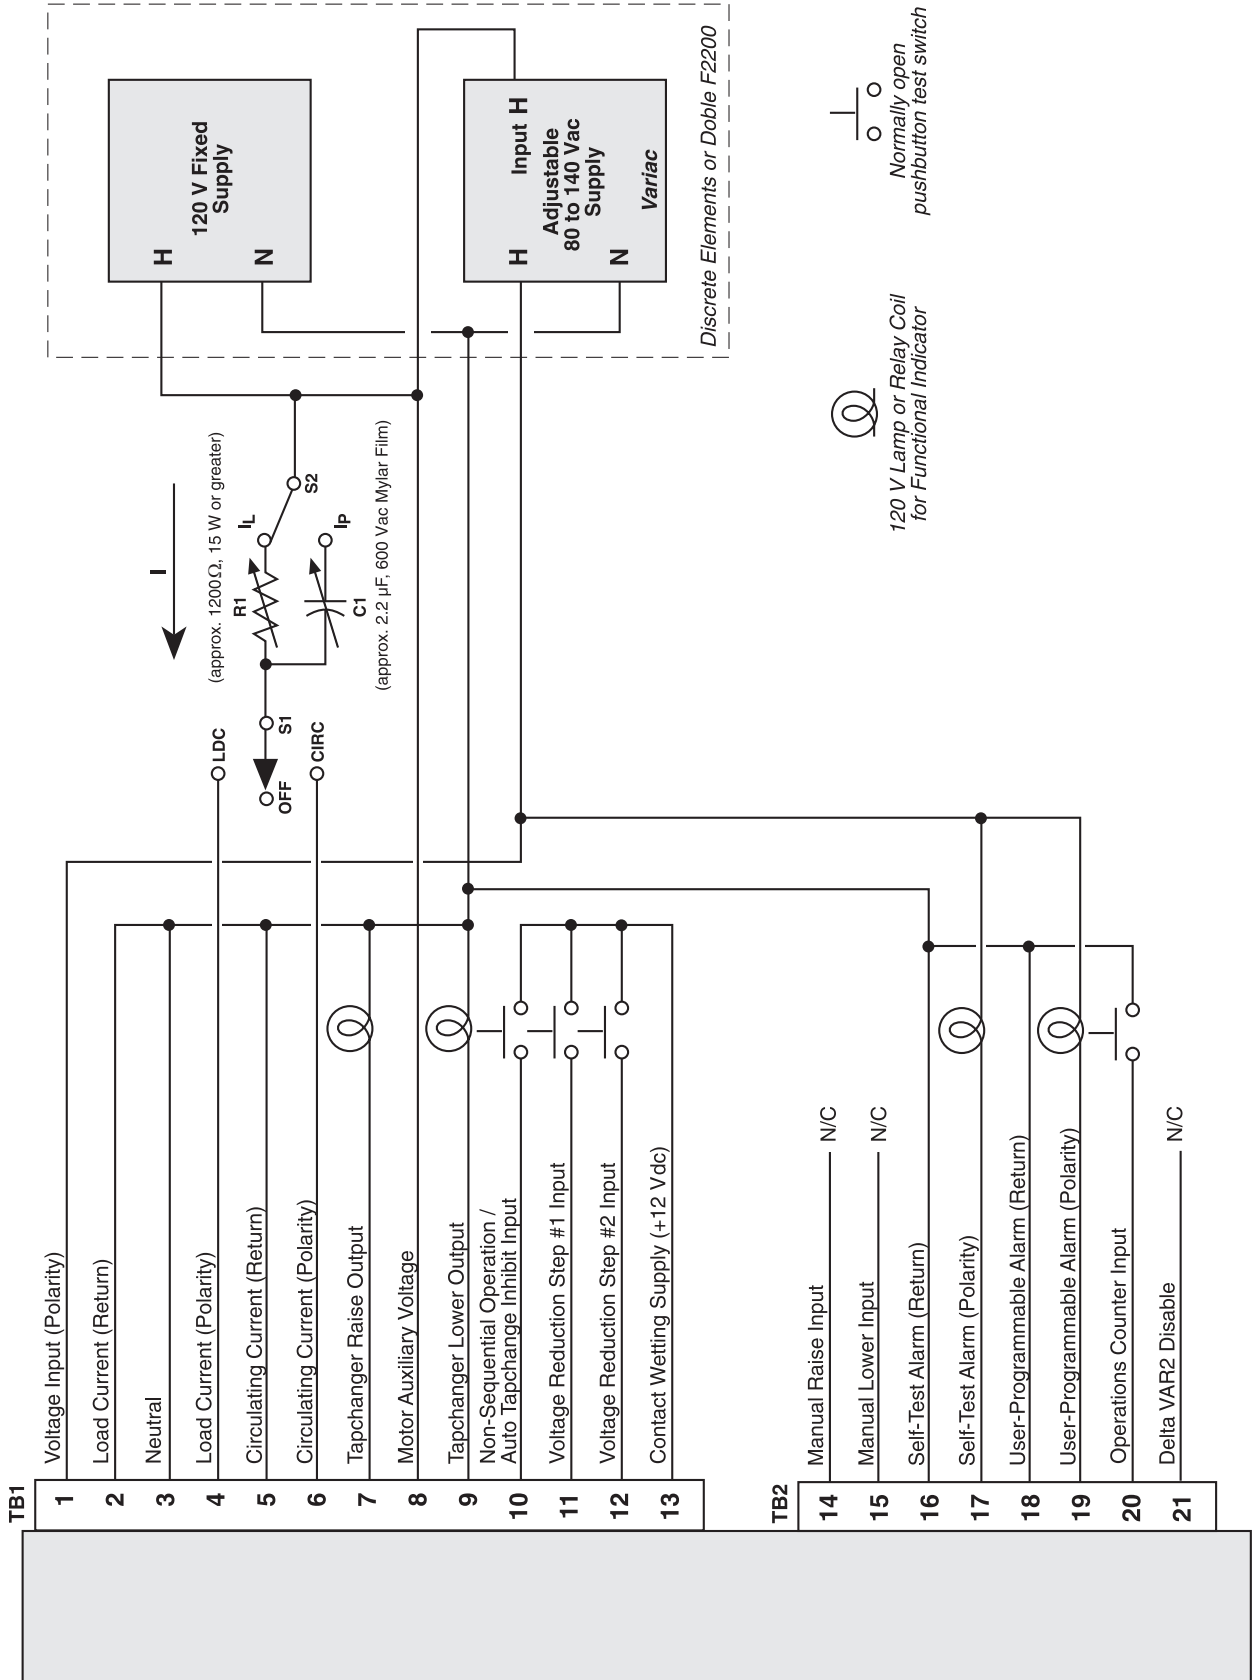 TB1
1 Voltage Input (Polarity)
2 Load Current (Return)
3 Neutral
4 Load Current (Polarity)
5 Circulating Current (Return)
6 Circulating Current (Polarity)
7 Tapchanger Raise Output
8 Motor Auxiliary Voltage
9 Tapchanger Lower Output
10 Non-Sequential Operation /
Auto Tapchange Inhibit Input
11 Voltage Reduction Step #1 Input
12 Voltage Reduction Step #2 Input
13 Contact Wetting Supply (+12 Vdc)
TB2
14 Manual Raise Input N/C
15 Manual Lower Input N/C
16 Self-Test Alarm (Return)
17 Self-Test Alarm (Polarity)
18 User-Programmable Alarm (Return)
19 User-Programmable Alarm (Polarity)
20 Operations Counter Input
21 Delta VAR2 Disable N/C
LDC
OFF
S1
CIRC
I
(approx. 1200Ω, 15 W or greater)
R1
IL
S2
C1
IP
(approx. 2.2 µF, 600 Vac Mylar Film)
H
N
120 V Fixed
Supply
H
Input H
Adjustable
80 to 140 Vac
Supply
N
Variac
Discrete Elements or Doble F2200
120 V Lamp or Relay Coil
for Functional Indicator
Normally open
pushbutton test switch